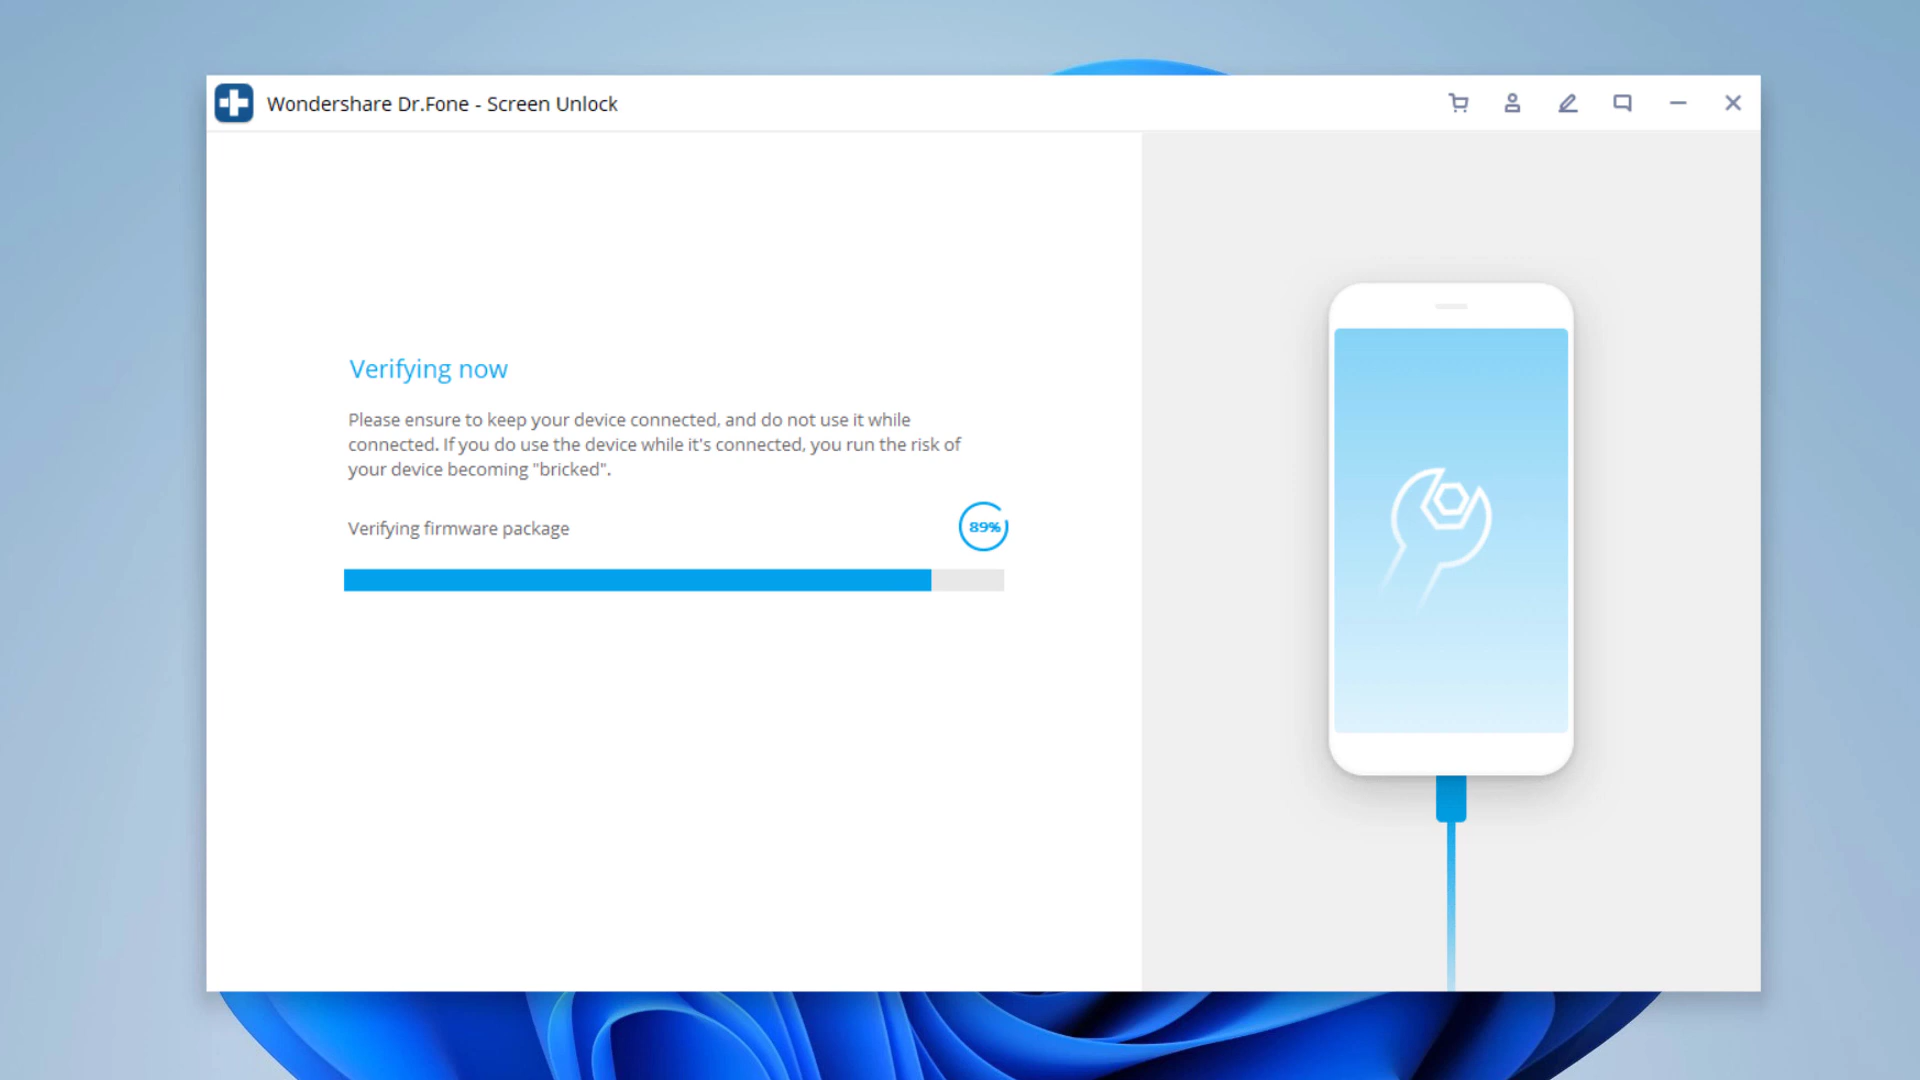 Wondershare Dr.Fone - Screen Unlock
Verifying now
Please ensure to keep your device connected, and do not use it while
connected. If you do use the device while it's connected, you run the risk of
your device becoming "bricked".
Verifying firmware package
89%